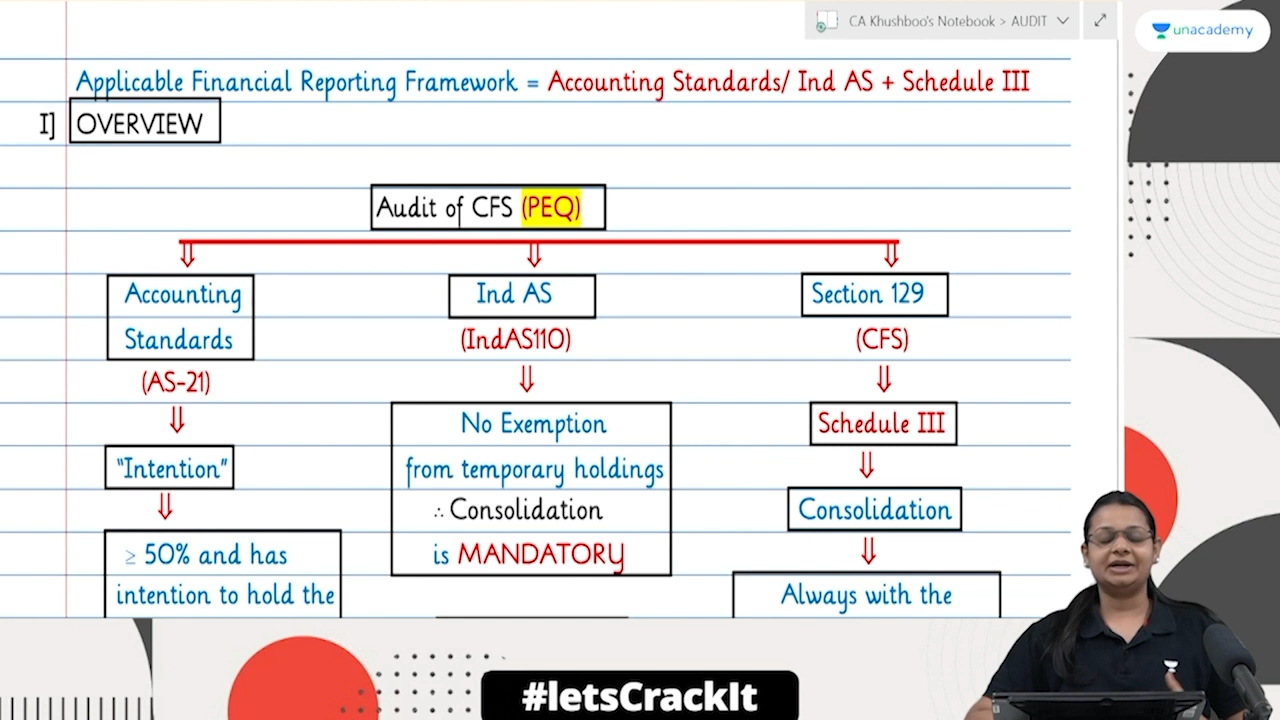 CA Khushboo's Notebook > AUDIT
unacademy
Applicable Financial Reporting Framework = Accounting Standards/ Ind AS + Schedule III
I] OVERVIEW
Audit of CFS (PEQ)
Accounting
Standards
(AS-21)
"Intention"
≥ 50% and has
intention to hold the
Ind AS
(IndAS110)
No Exemption
from temporary holdings
∴ Consolidation
is MANDATORY
Section 129
(CFS)
Schedule III
Consolidation
Always with the
#letsCrackIt